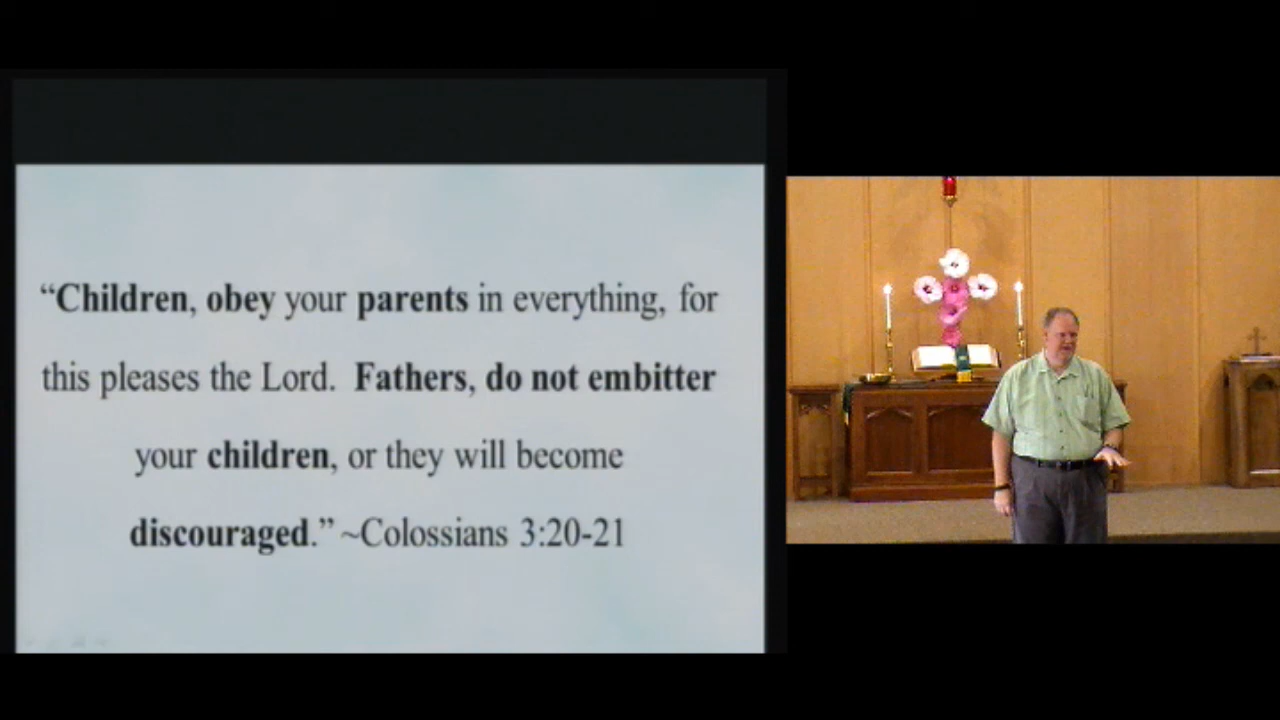 “Children, obey your parents in everything, for
this pleases the Lord. Fathers, do not embitter
your children, or they will become
discouraged.” ~Colossians 3:20-21